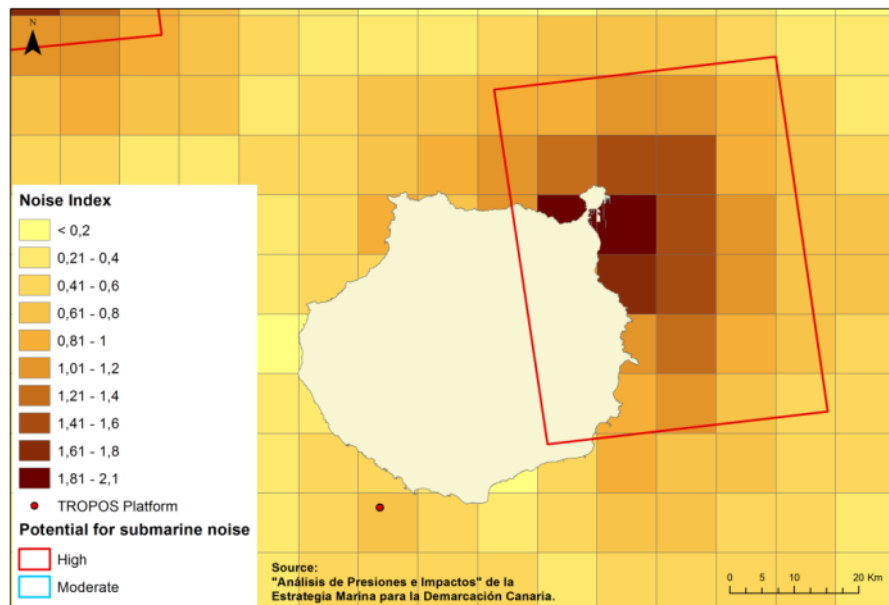 N
Noise Index
< 0,2
0,21 - 0,4
0,41 - 0,6
0,61 - 0,8
0,81 - 1
1,01 - 1,2
1,21 - 1,4
1,41 - 1,6
1,61 - 1,8
1,81 - 2,1
TROPOS Platform
Potential for submarine noise
High
Moderate
Source:
"Análisis de Presiones e Impactos" de la
Estrategia Marina para la Demarcación Canaria.
0 5 10 20 Km